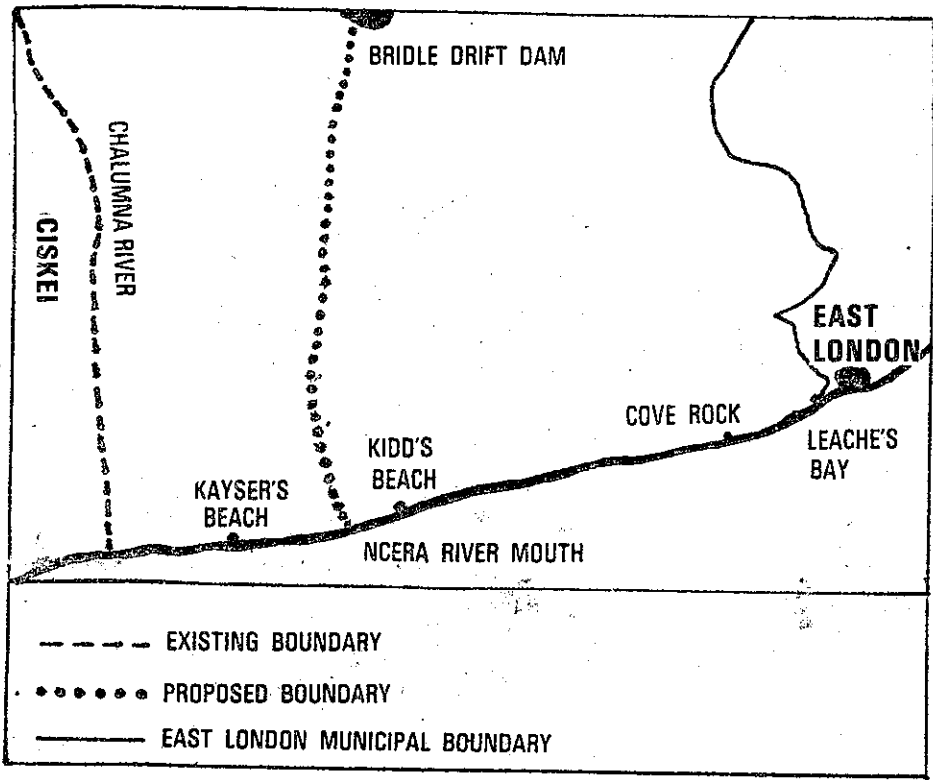 BRIDLE DRIFT DAM
CHALUMNA RIVER
CISKEI
EAST
LONDON
COVE ROCK
LEACHE'S
BAY
KIDD'S
BEACH
KAYSER'S
BEACH
NCERA RIVER MOUTH
EXISTING BOUNDARY
PROPOSED BOUNDARY
EAST LONDON MUNICIPAL BOUNDARY